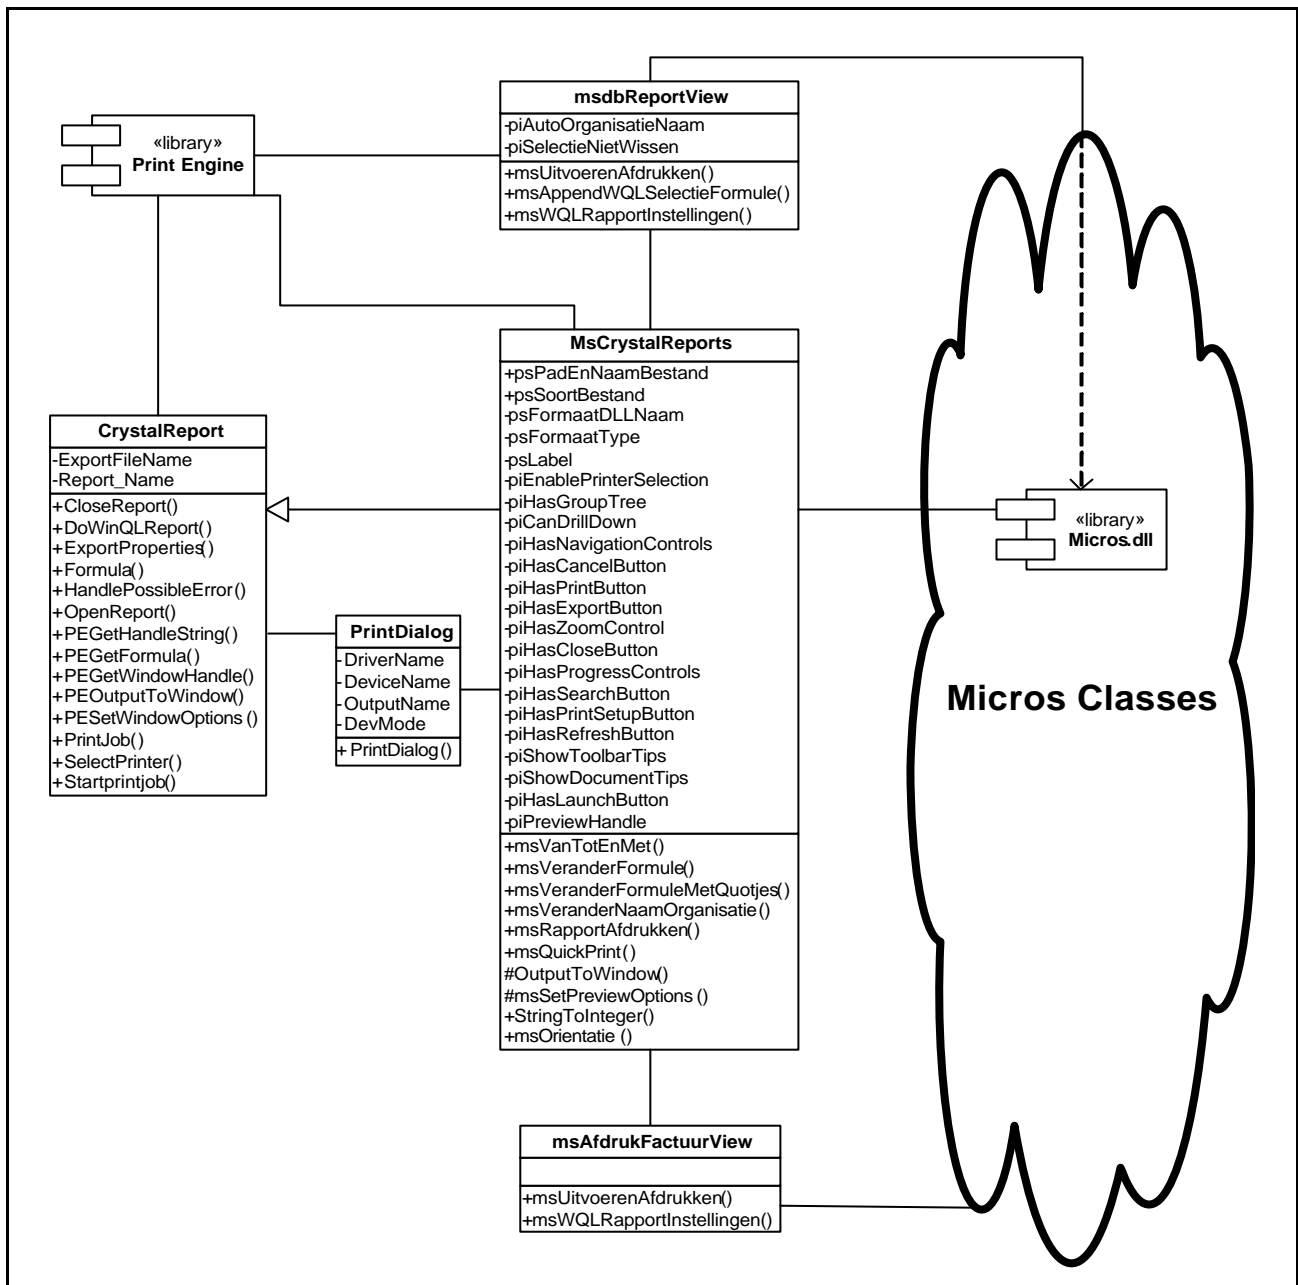 msdbReportView
-piAutoOrganisatieNaam
-piSelectieNietWissen
+msUitvoerenAfdrukken()
+msAppendWQLSelectieFormule()
+msWQLRapportInstellingen()
«library»
Print Engine
MsCrystalReports
+psPadEnNaamBestand
+psSoortBestand
-psFormaatDLLNaam
-psFormaatType
-psLabel
-piEnablePrinterSelection
-piHasGroupTree
-piCanDrillDown
-piHasNavigationControls
-piHasCancelButton
-piHasPrintButton
-piHasExportButton
-piHasZoomControl
-piHasCloseButton
-piHasProgressControls
-piHasSearchButton
-piHasPrintSetupButton
-piHasRefreshButton
-piShowToolbarTips
-piShowDocumentTips
-piHasLaunchButton
-piPreviewHandle
+msVanTotEnMet()
+msVeranderFormule()
+msVeranderFormuleMetQuotjes()
+msVeranderNaamOrganisatie()
+msRapportAfdrukken()
+msQuickPrint()
#OutputToWindow()
#msSetPreviewOptions ()
+StringToInteger()
+msOrientatie ()
CrystalReport
-ExportFileName
-Report_Name
+CloseReport()
+DoWinQLReport()
+ExportProperties()
+Formula()
+HandlePossibleError()
+OpenReport()
+PEGetHandleString()
+PEGetFormula()
+PEGetWindowHandle()
+PEOutputToWindow()
+PESetWindowOptions ()
+PrintJob()
+SelectPrinter()
+Startprintjob()
PrintDialog
-DriverName
-DeviceName
-OutputName
-DevMode
+ PrintDialog()
«library»
Micros.dll
Micros Classes
msAfdrukFactuurView
+msUitvoerenAfdrukken()
+msWQLRapportInstellingen()